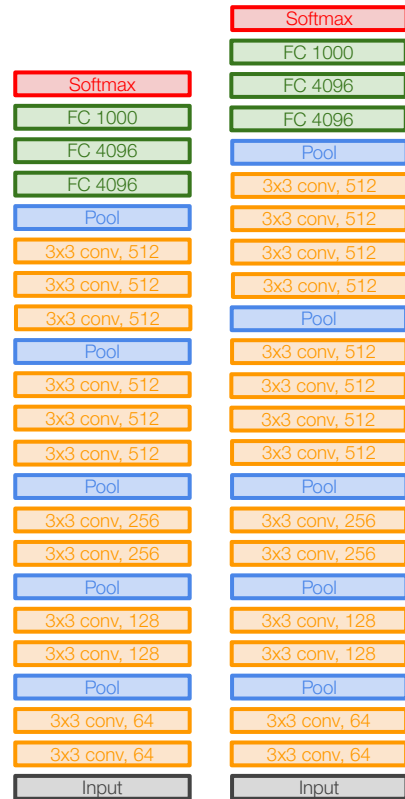 Softmax
FC 1000
FC 4096
FC 4096
Pool
3x3 conv, 512
3x3 conv, 512
3x3 conv, 512
Pool
3x3 conv, 512
3x3 conv, 512
3x3 conv, 512
Pool
3x3 conv, 256
3x3 conv, 256
Pool
3x3 conv, 128
3x3 conv, 128
Pool
3x3 conv, 64
3x3 conv, 64
Input
Softmax
FC 1000
FC 4096
FC 4096
Pool
3x3 conv, 512
3x3 conv, 512
3x3 conv, 512
3x3 conv, 512
Pool
3x3 conv, 512
3x3 conv, 512
3x3 conv, 512
3x3 conv, 512
Pool
3x3 conv, 256
3x3 conv, 256
Pool
3x3 conv, 128
3x3 conv, 128
Pool
3x3 conv, 64
3x3 conv, 64
Input